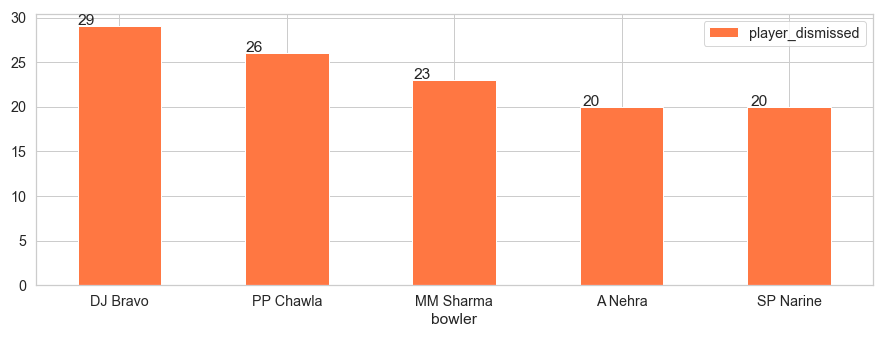 30
25
20
15
10
5
0
29
26
23
20
20
player_dismissed
DJ Bravo
PP Chawla
MM Sharma
A Nehra
SP Narine
bowler